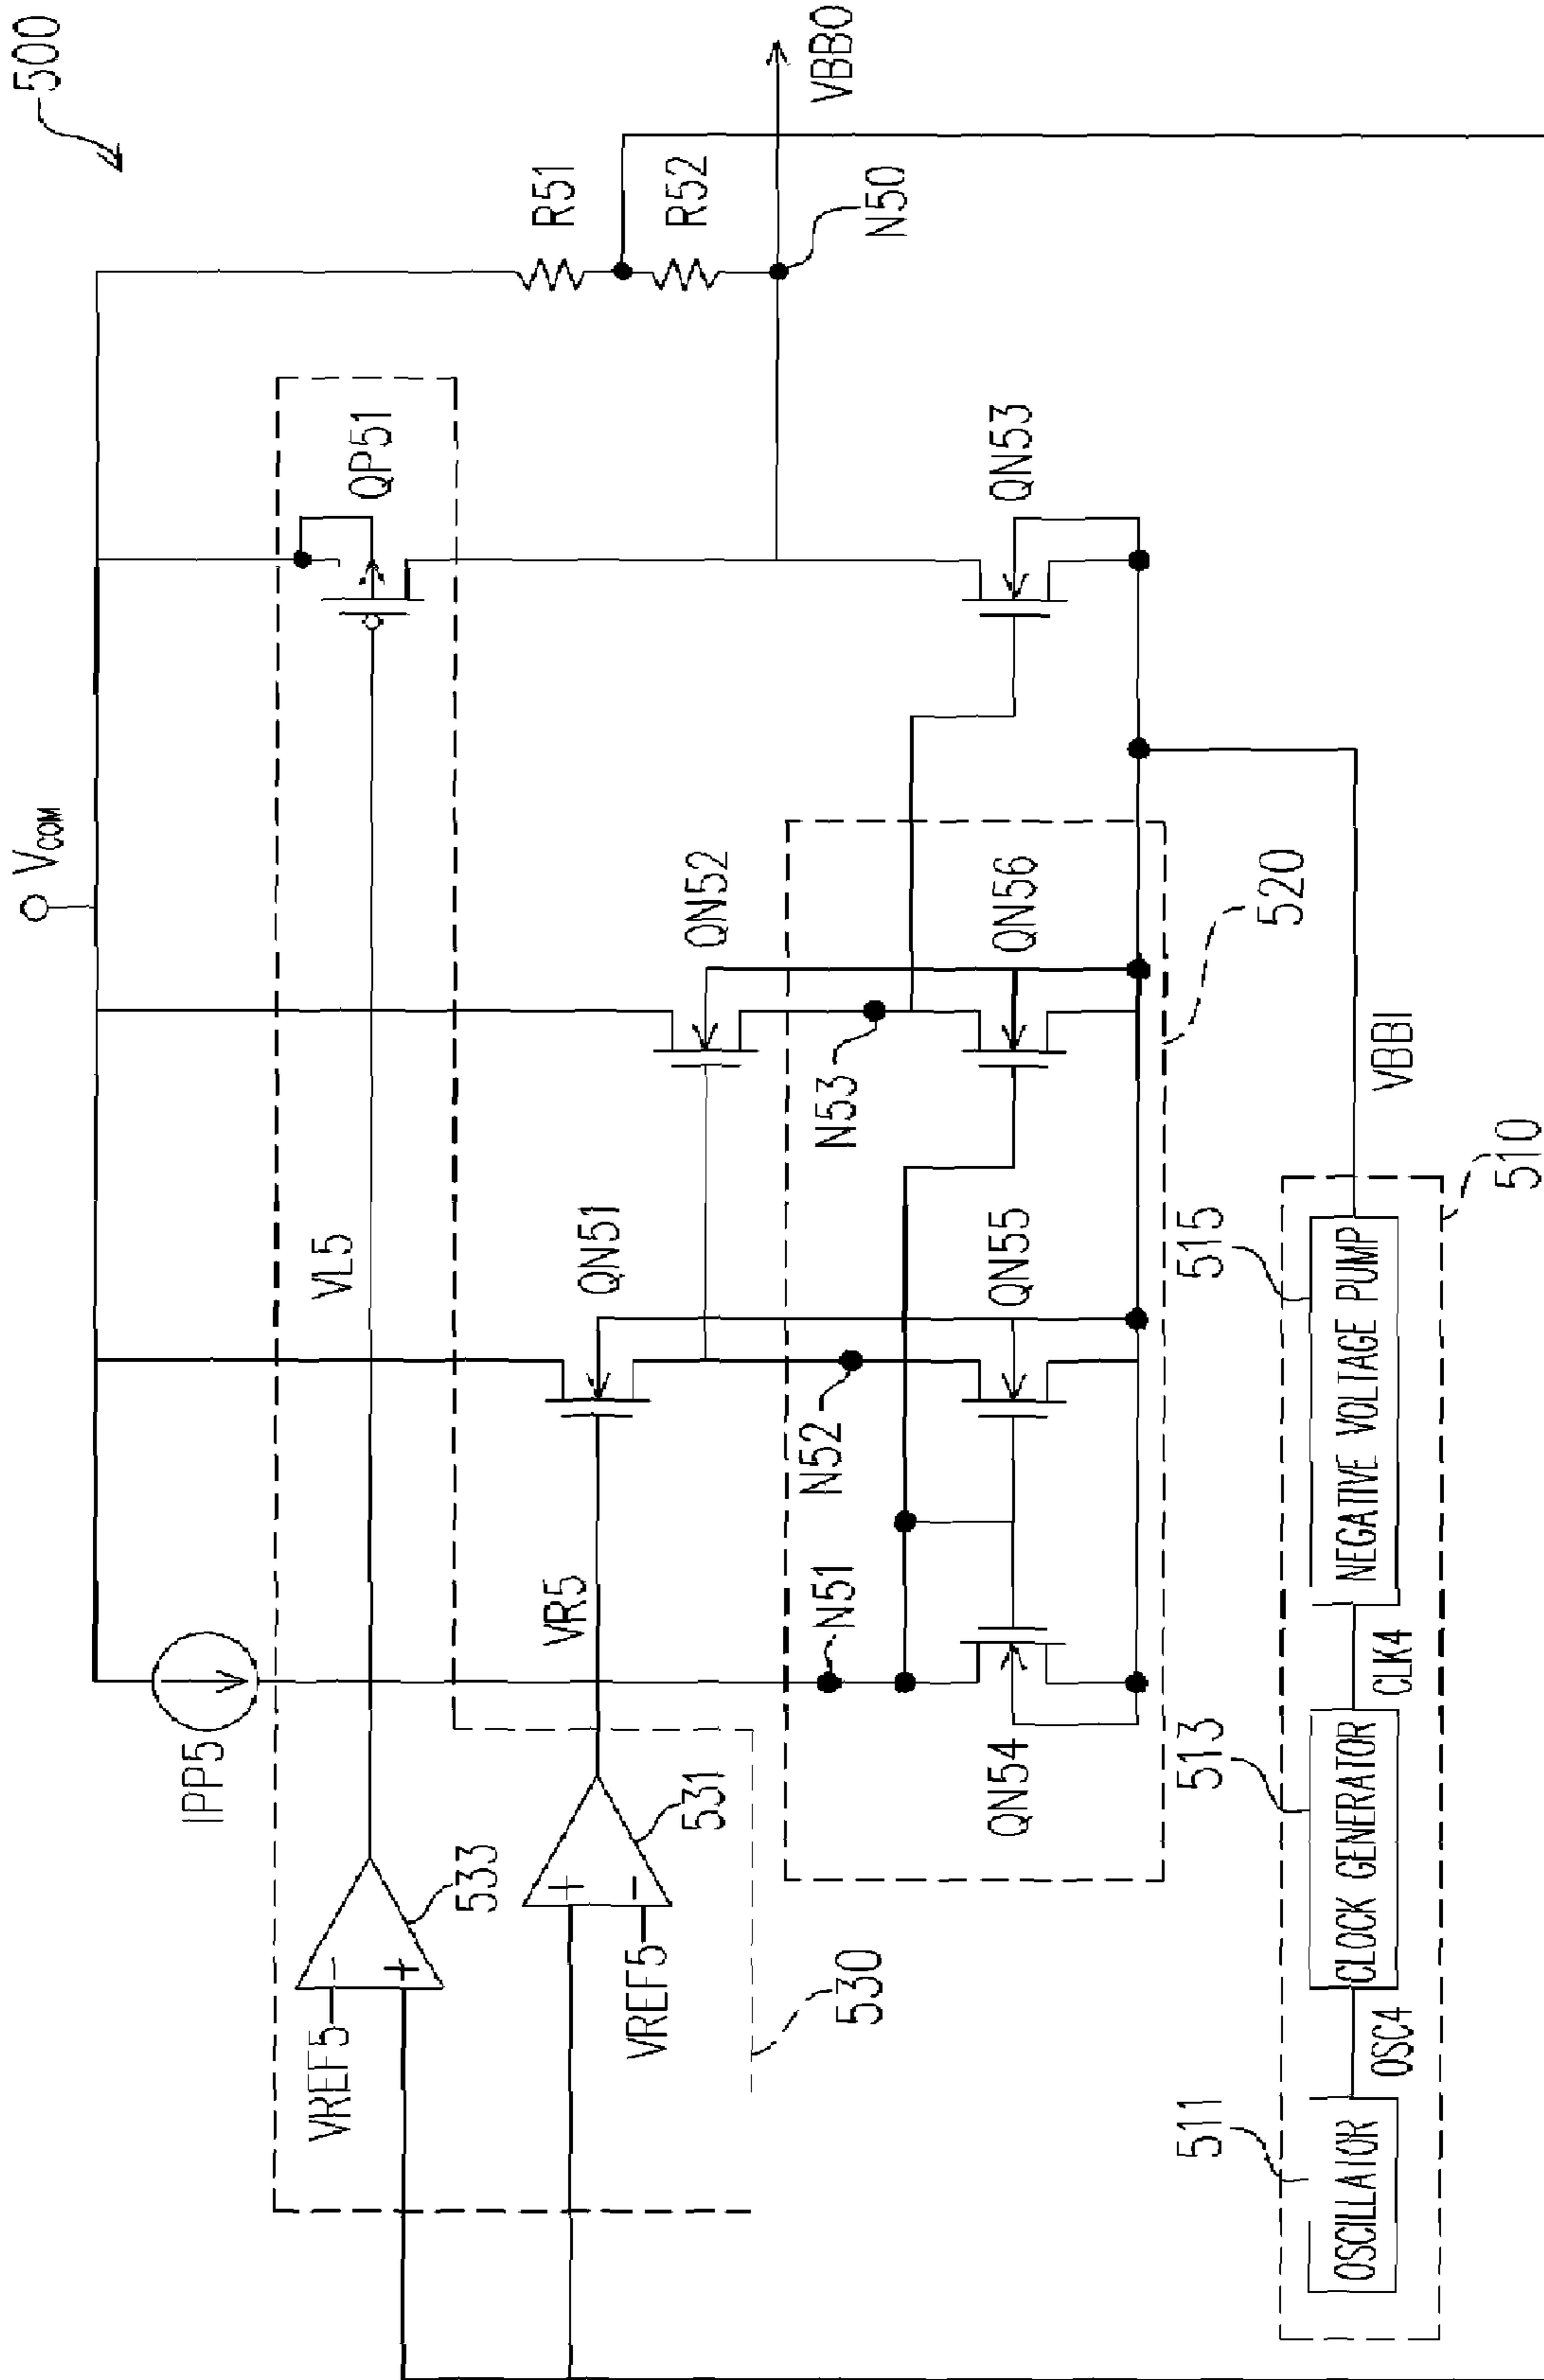 500
VCOM
VBBO
R51
R52
N50
QP51
QN53
VL5
QN52
QN56
N53
520
QN51
QN55
N52
VR5
N51
IPP5
QN54
533
531
VREF5
VREF5
530
VBBI
510
515
NEGATIVE VOLTAGE PUMP
CLK4
513
CLOCK GENERATOR
OSC4
511
OSCILLATOR